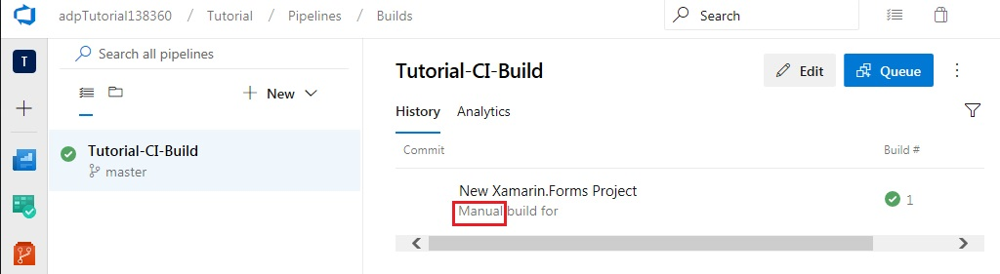 adpTutorial138360 / Tutorial / Pipelines / Builds
Search
T
Search all pipelines
New
Tutorial-CI-Build
master
Tutorial-CI-Build
Edit
Queue
History
Analytics
Commit
Build #
New Xamarin.Forms Project
Manual build for
1